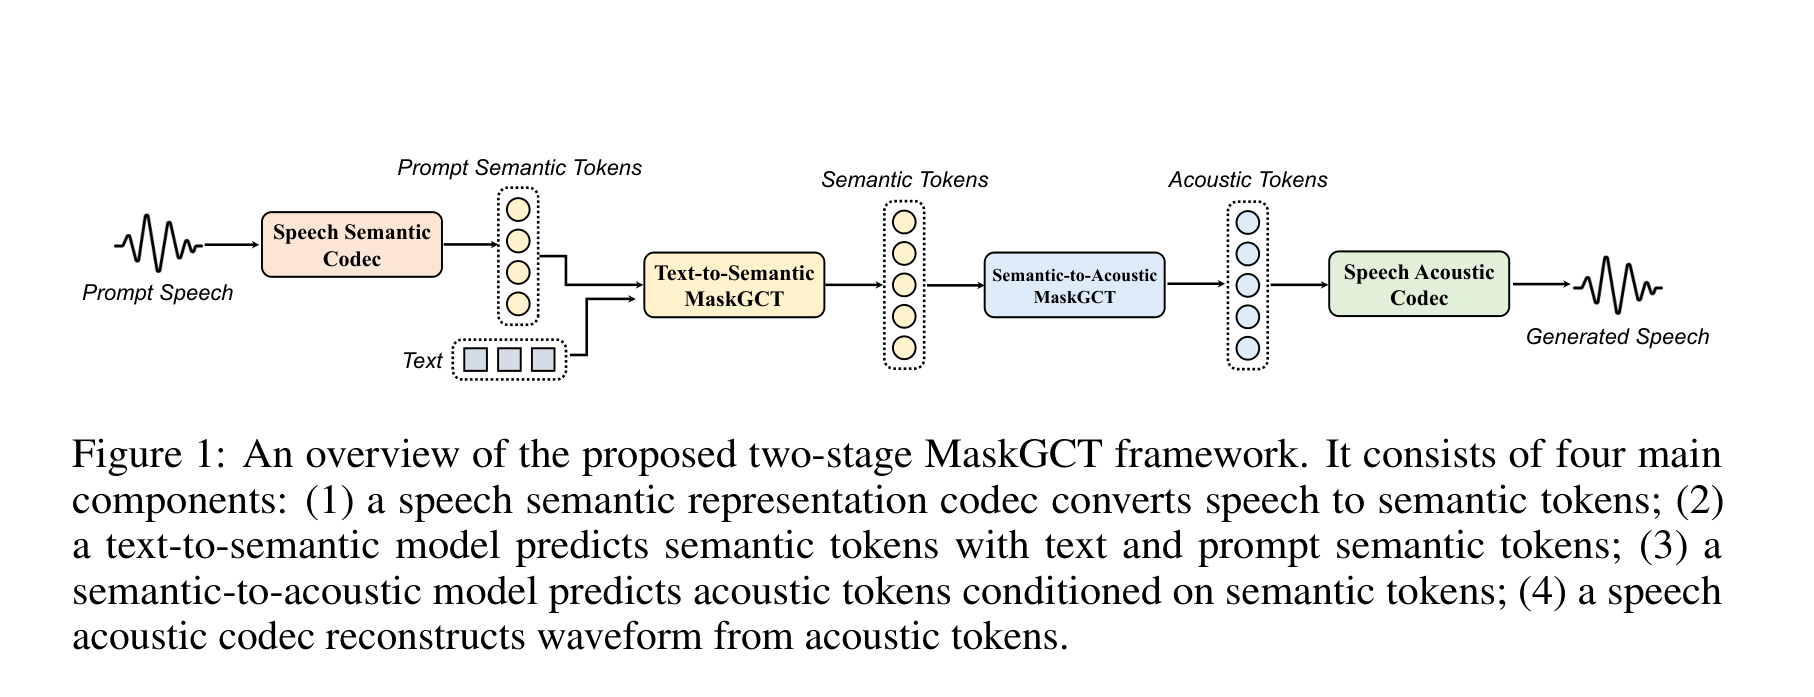 Prompt Semantic Tokens
Semantic Tokens
Acoustic Tokens
Speech Semantic
Codec
Prompt Speech
Text-to-Semantic
MaskGCT
Semantic-to-Acoustic
MaskGCT
Speech Acoustic
Codec
Generated Speech
Text
Figure 1: An overview of the proposed two-stage MaskGCT framework. It consists of four main
components: (1) a speech semantic representation codec converts speech to semantic tokens; (2)
a text-to-semantic model predicts semantic tokens with text and prompt semantic tokens; (3) a
semantic-to-acoustic model predicts acoustic tokens conditioned on semantic tokens; (4) a speech
acoustic codec reconstructs waveform from acoustic tokens.